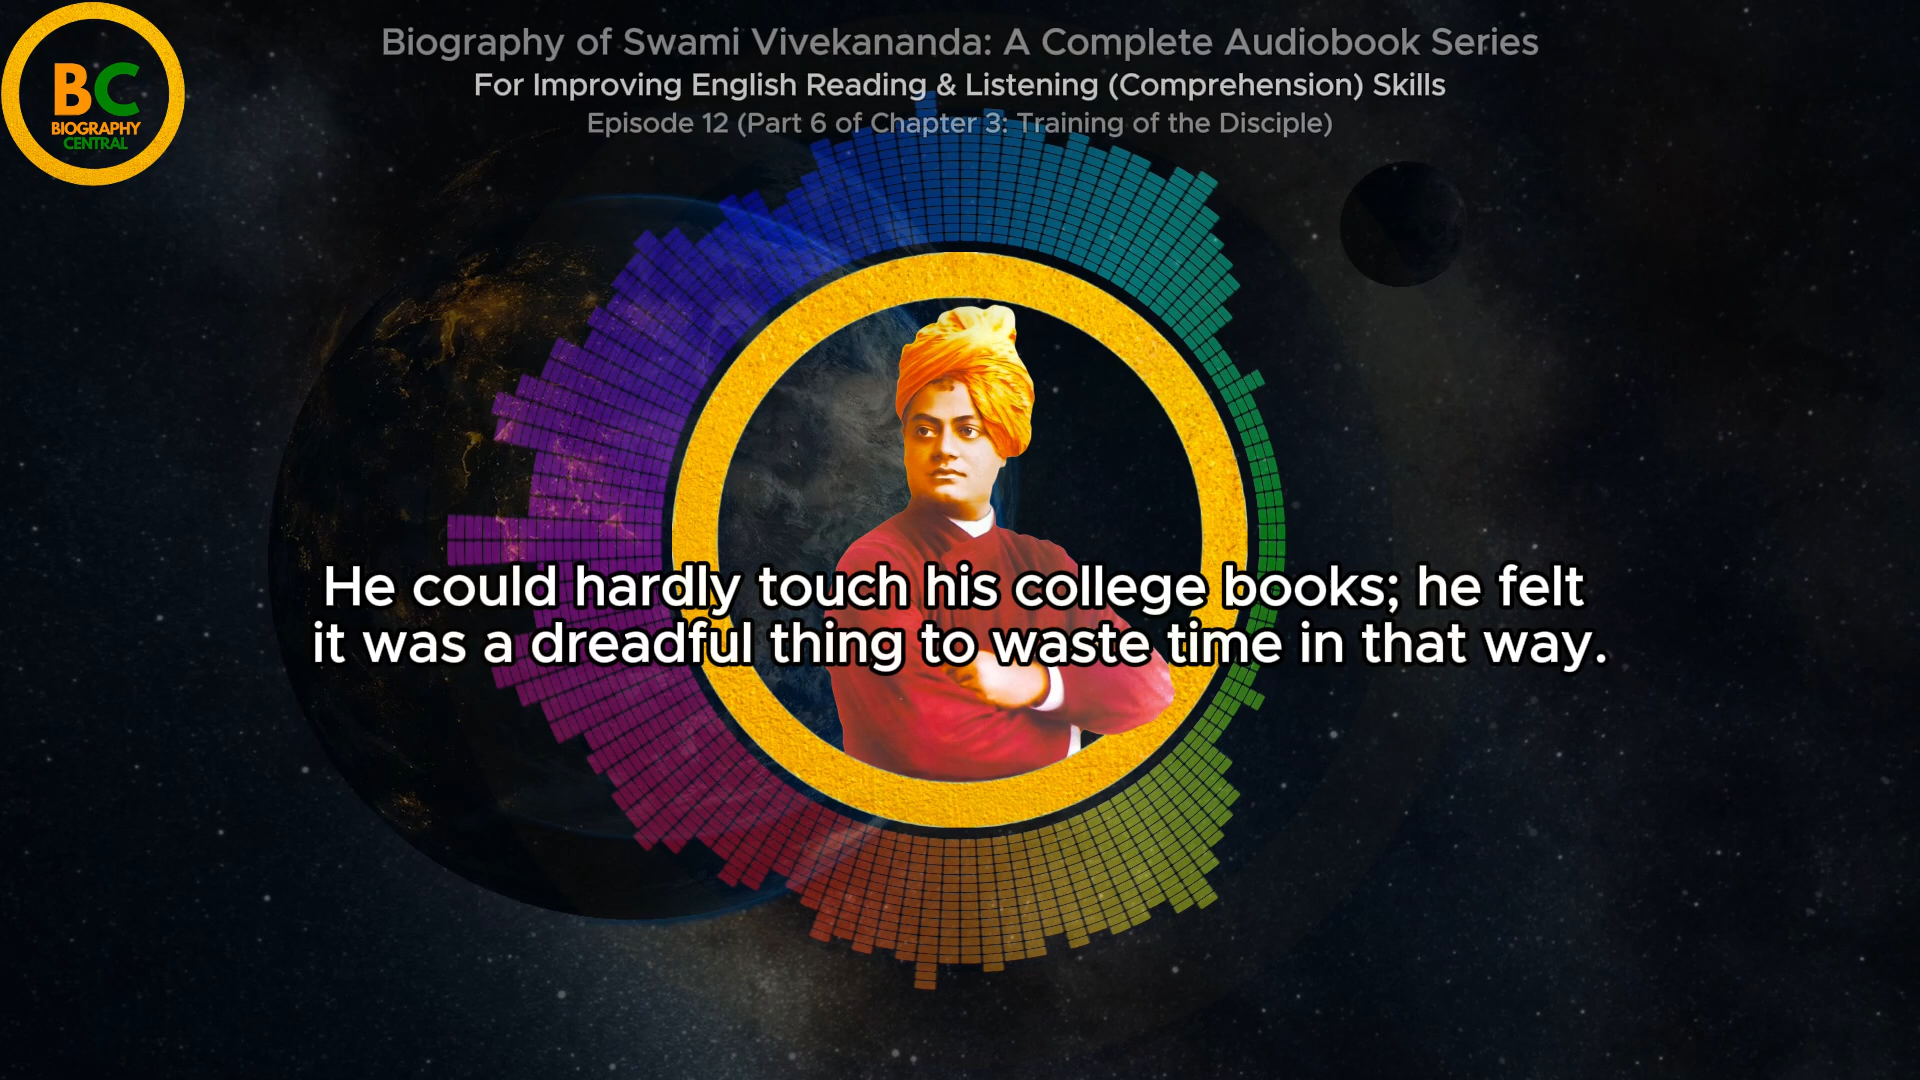 Biography of Swami Vivekananda: A Complete Audiobook Series
For Improving English Reading & Listening (Comprehension) Skills
Episode 12 (Part 6 of Chapter 3: Training of the Disciple)
BC
BIOGRAPHY
CENTRAL
He could hardly touch his college books; he felt
it was a dreadful thing to waste time in that way.